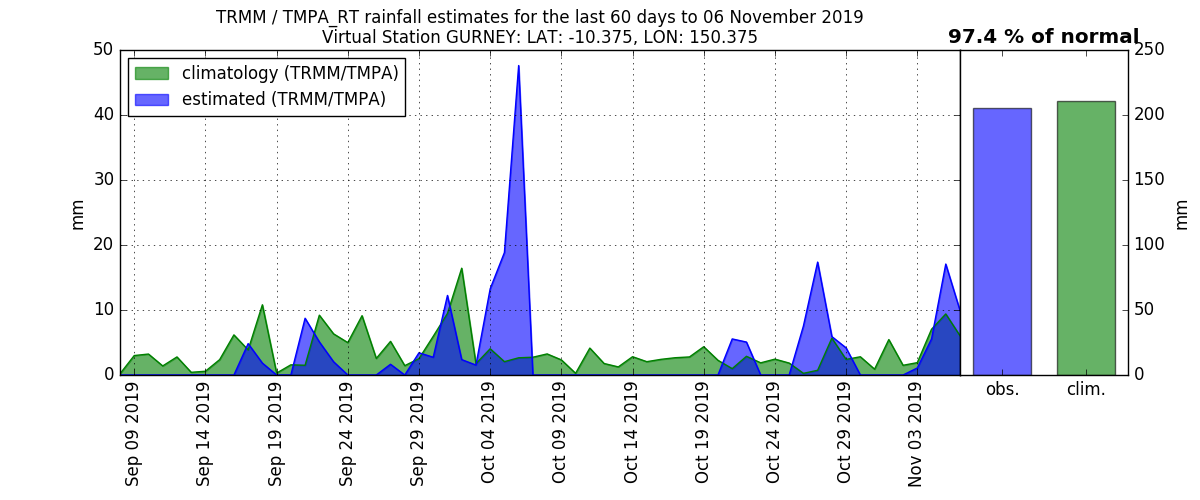 TRMM / TMPA_RT rainfall estimates for the last 60 days to 06 November 2019
Virtual Station GURNEY: LAT: -10.375, LON: 150.375
97.4 % of normal
climatology (TRMM/TMPA)
estimated (TRMM/TMPA)
50
40
30
20
10
0
mm
250
200
150
100
50
0
mm
Sep 09 2019
Sep 14 2019
Sep 19 2019
Sep 24 2019
Sep 29 2019
Oct 04 2019
Oct 09 2019
Oct 14 2019
Oct 19 2019
Oct 24 2019
Oct 29 2019
Nov 03 2019
obs.
clim.